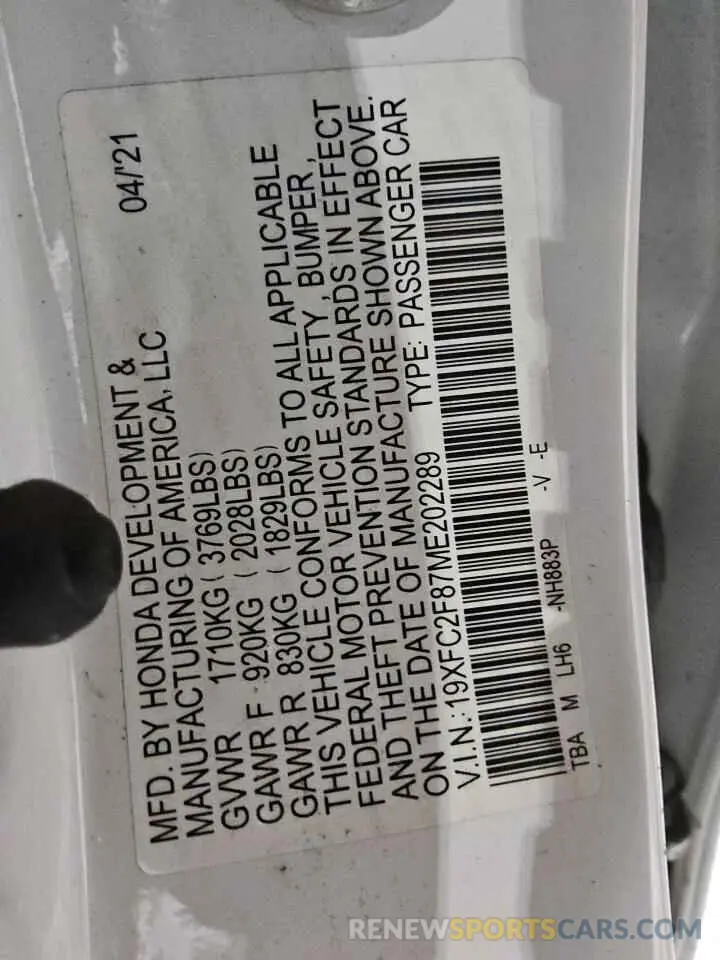 MFD. BY HONDA DEVELOPMENT & 04/'21
MANUFACTURING OF AMERICA, LLC
GVWR 1710KG ( 3769LBS)
GAWR F 920KG ( 2028LBS)
GAWR R 830KG ( 1829LBS)
THIS VEHICLE CONFORMS TO ALL APPLICABLE
FEDERAL MOTOR VEHICLE SAFETY , BUMPER ,
AND THEFT PREVENTION STANDARDS IN EFFECT
ON THE DATE OF MANUFACTURE SHOWN ABOVE.
V.I.N.:19XFC2F87ME202289 TYPE: PASSENGER CAR
TBA M LH6 -NH883P -V -E
RENEWSPORTSCARS.COM